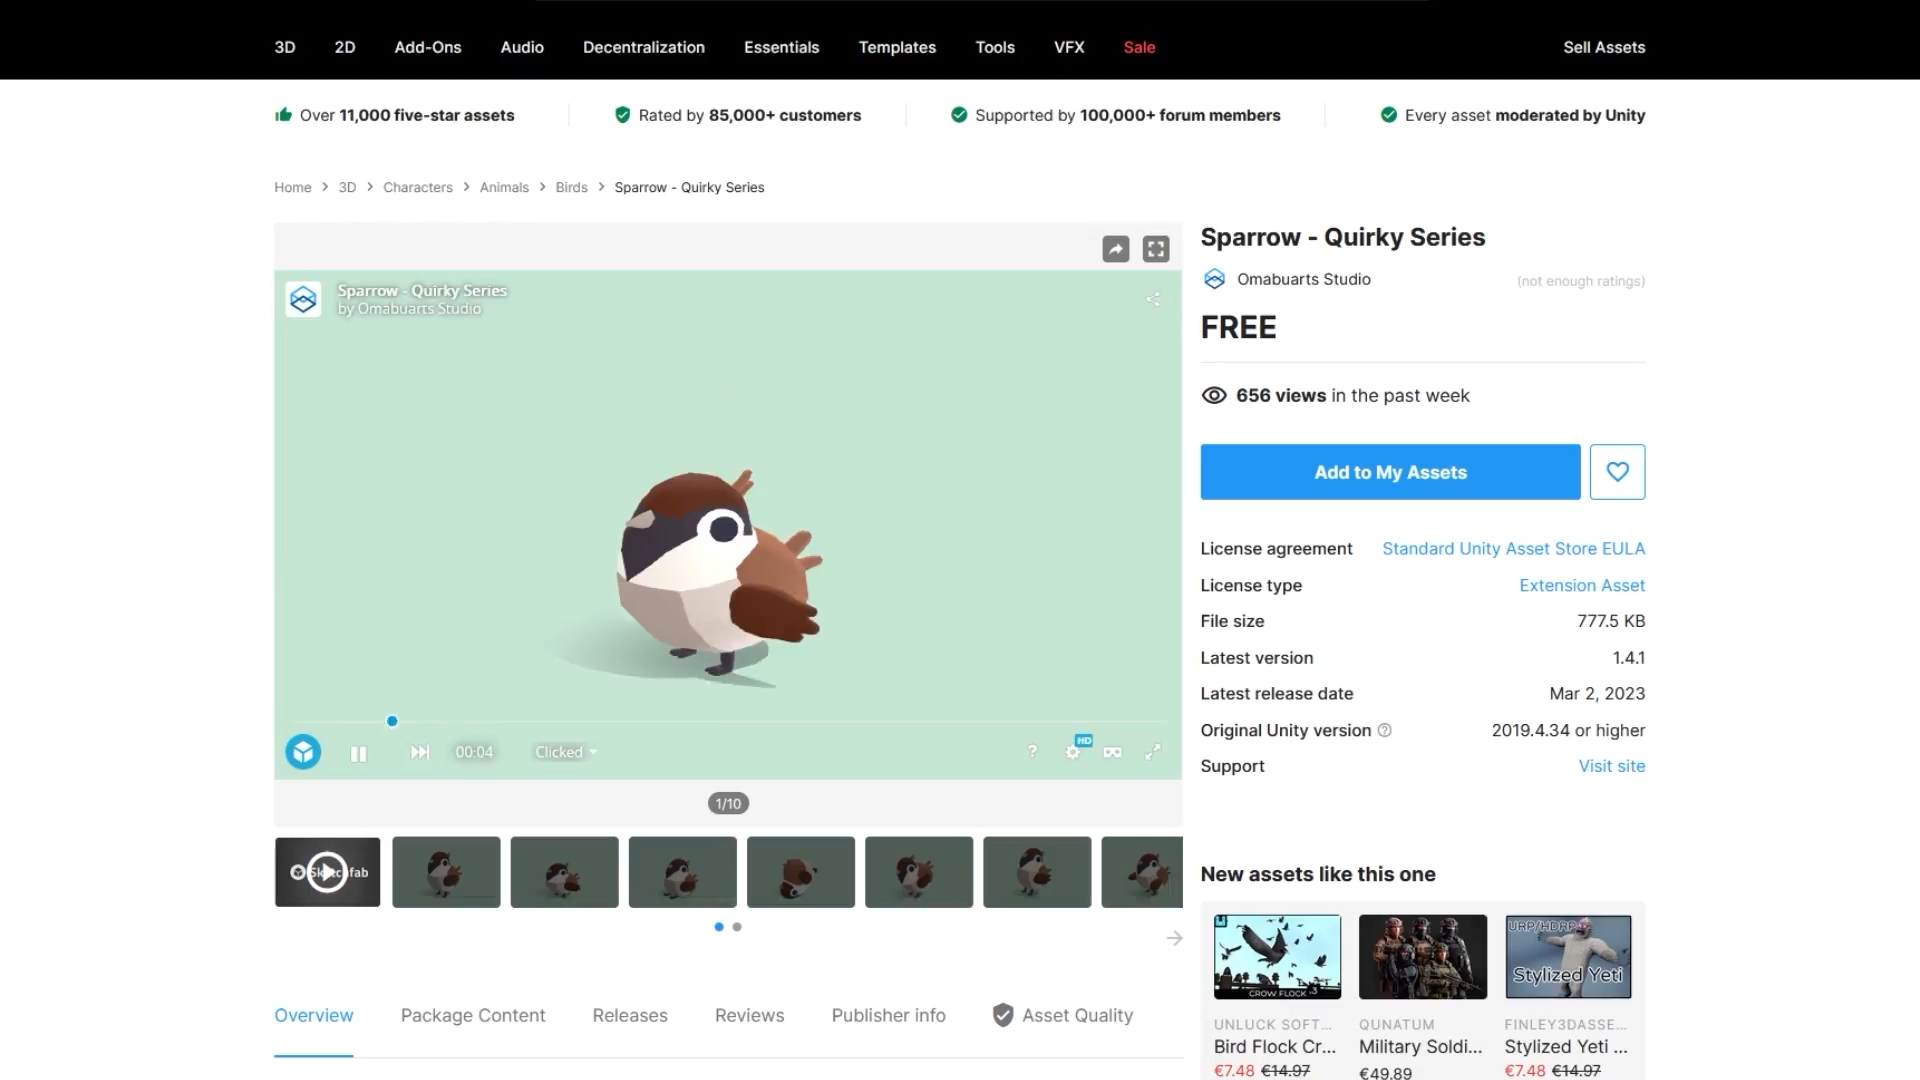 3D 2D Add-Ons Audio Decentralization Essentials Templates Tools VFX Sale Sell Assets
Over 11,000 five-star assets Rated by 85,000+ customers Supported by 100,000+ forum members Every asset moderated by Unity
Home > 3D > Characters > Animals > Birds > Sparrow - Quirky Series
Sparrow - Quirky Series
by Omabuarts Studio
00:04 Clicked ? HD
1/10
Sparrow - Quirky Series
Omabuarts Studio (not enough ratings)
FREE
656 views in the past week
Add to My Assets
License agreement Standard Unity Asset Store EULA
License type Extension Asset
File size 777.5 KB
Latest version 1.4.1
Latest release date Mar 2, 2023
Original Unity version ? 2019.4.34 or higher
Support Visit site
New assets like this one
CROW FLOCK
URP/HDRP
Stylized Yeti
UNLUCK SOFT... QUNATUM FINLEY3DASSE...
Bird Flock Cr... Military Soldi... Stylized Yeti ...
€7.48 €14.97 €49.89 €7.48 €14.97
Overview Package Content Releases Reviews Publisher info Asset Quality